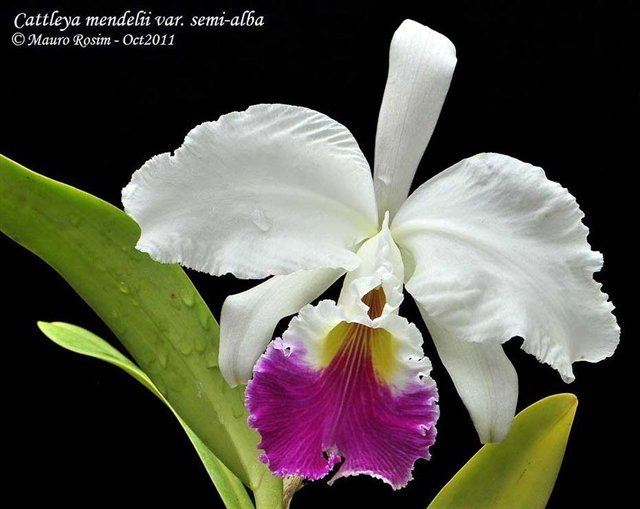 Cattleya mendelii var. semi-alba
© Mauro Rosim - Oct2011